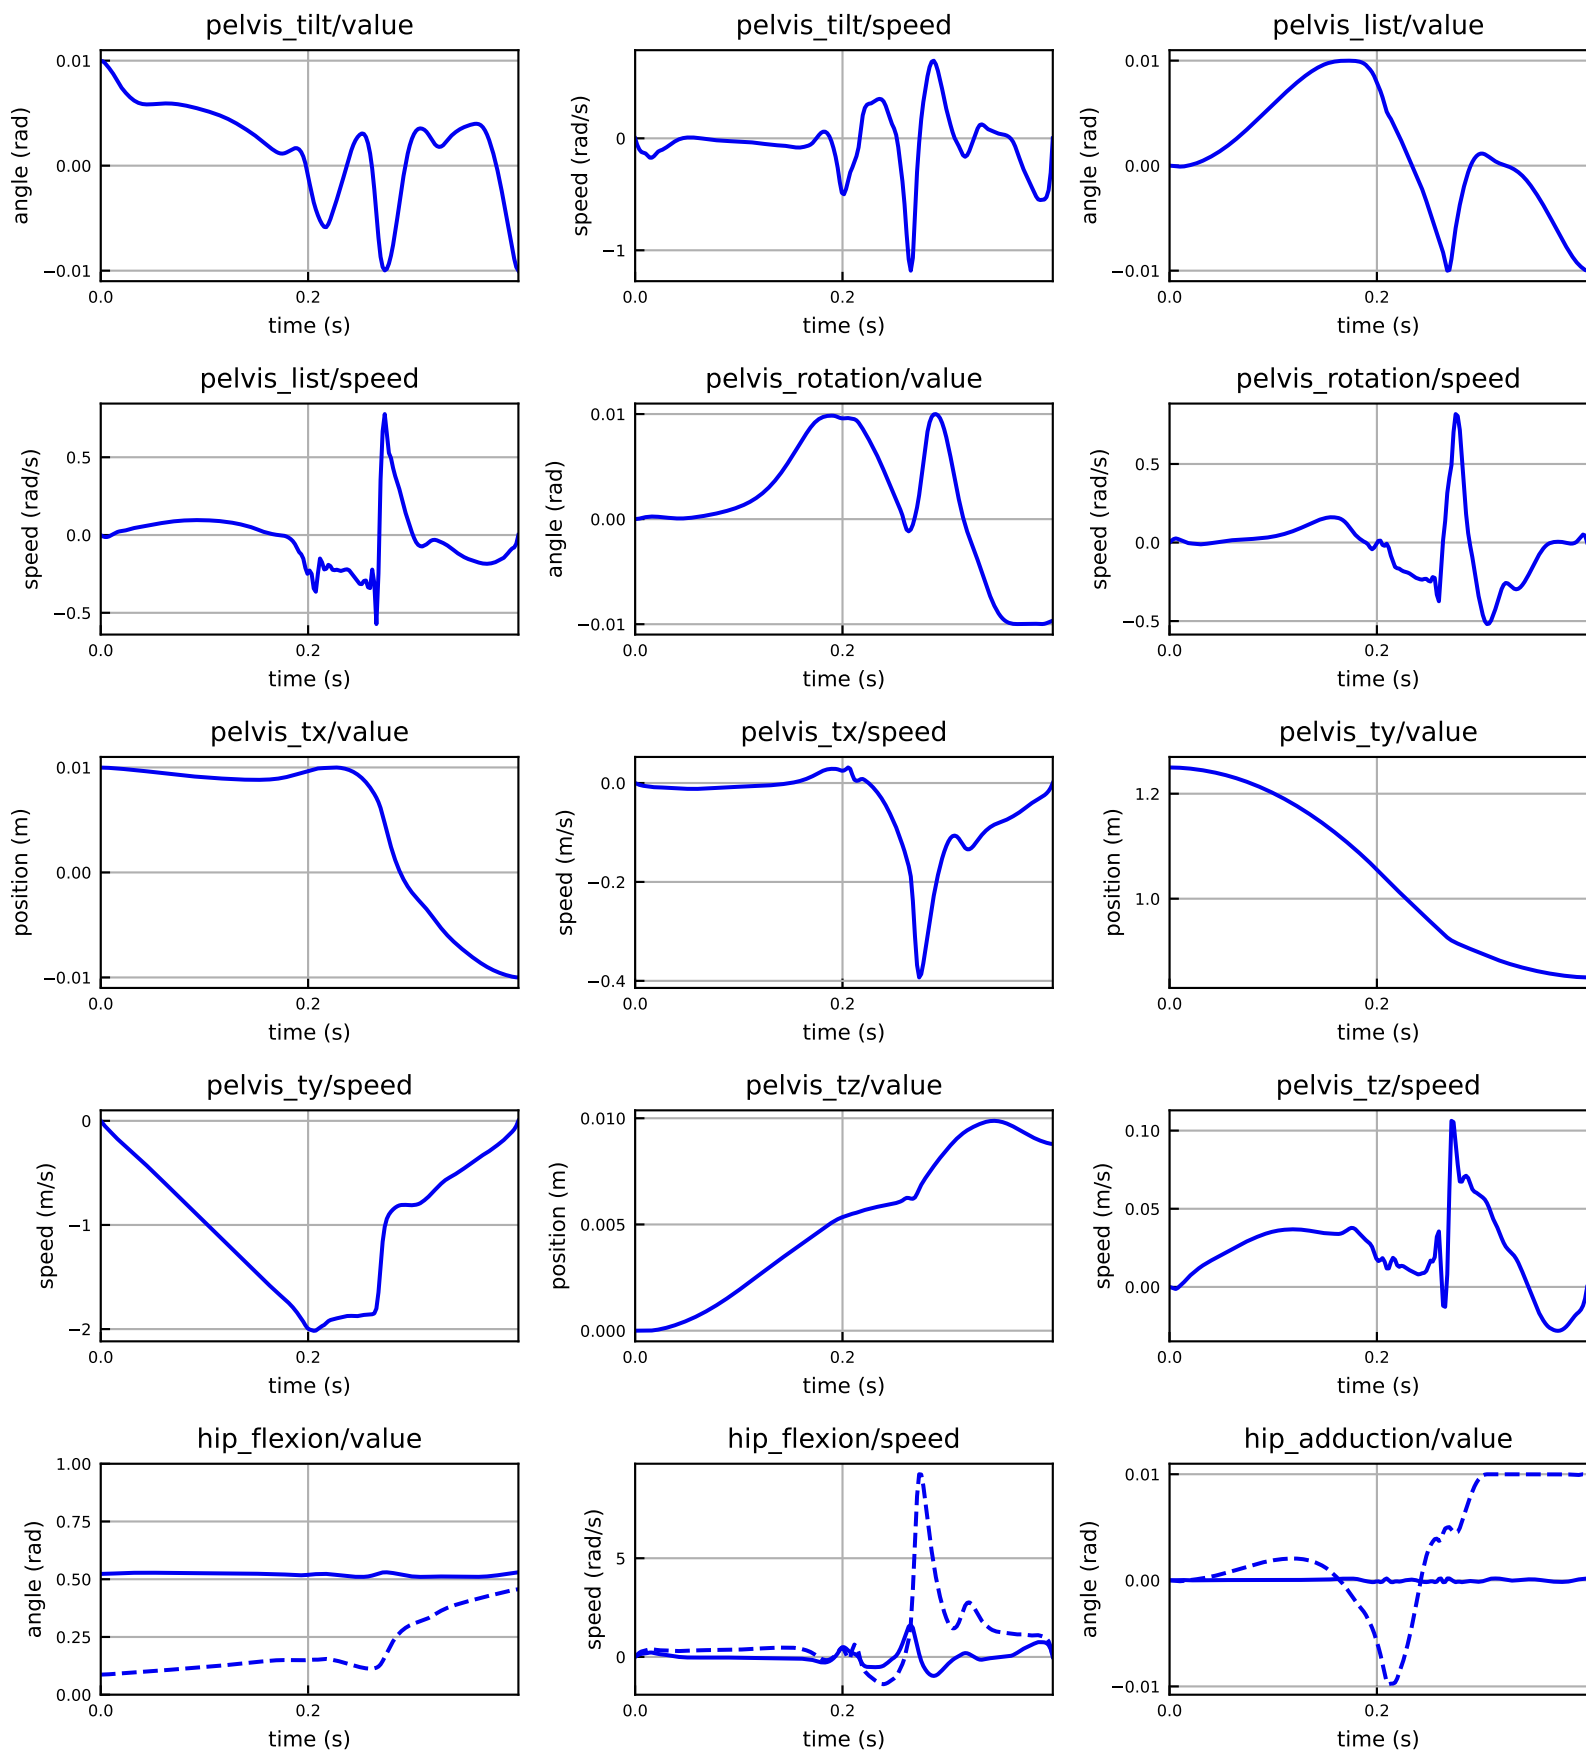 pelvis_tilt/value
pelvis_tilt/speed
pelvis_list/value
angle (rad)
0.01
0.00
−0.01
0.0
0.2
time (s)
speed (rad/s)
0
−1
0.0
0.2
time (s)
angle (rad)
0.01
0.00
−0.01
0.0
0.2
time (s)
pelvis_list/speed
pelvis_rotation/value
pelvis_rotation/speed
speed (rad/s)
0.5
0.0
−0.5
0.0
0.2
time (s)
angle (rad)
0.01
0.00
−0.01
0.0
0.2
time (s)
speed (rad/s)
0.5
0.0
−0.5
0.0
0.2
time (s)
pelvis_tx/value
pelvis_tx/speed
pelvis_ty/value
position (m)
0.01
0.00
−0.01
0.0
0.2
time (s)
speed (m/s)
0.0
−0.2
−0.4
0.0
0.2
time (s)
position (m)
1.2
1.0
0.0
0.2
time (s)
pelvis_ty/speed
pelvis_tz/value
pelvis_tz/speed
speed (m/s)
0
−1
−2
0.0
0.2
time (s)
position (m)
0.010
0.005
0.000
0.0
0.2
time (s)
speed (m/s)
0.10
0.05
0.00
0.0
0.2
time (s)
hip_flexion/value
hip_flexion/speed
hip_adduction/value
angle (rad)
1.00
0.75
0.50
0.25
0.00
0.0
0.2
time (s)
speed (rad/s)
5
0
0.0
0.2
time (s)
angle (rad)
0.01
0.00
−0.01
0.0
0.2
time (s)